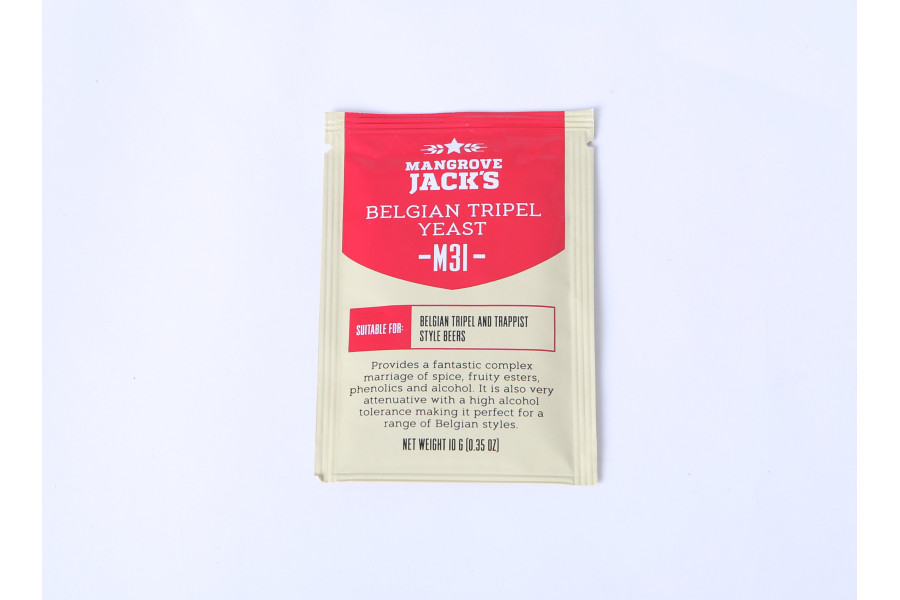 MANGROVE
JACK'S
BELGIAN TRIPEL
YEAST
-M31-
SUITABLE FOR:
BELGIAN TRIPEL AND TRAPPIST
STYLE BEERS
Provides a fantastic complex
marriage of spice, fruity esters,
phenolics and alcohol. It is also very
attenuative with a high alcohol
tolerance making it perfect for a
range of Belgian styles.
NET WEIGHT 10 G (0.35 OZ)